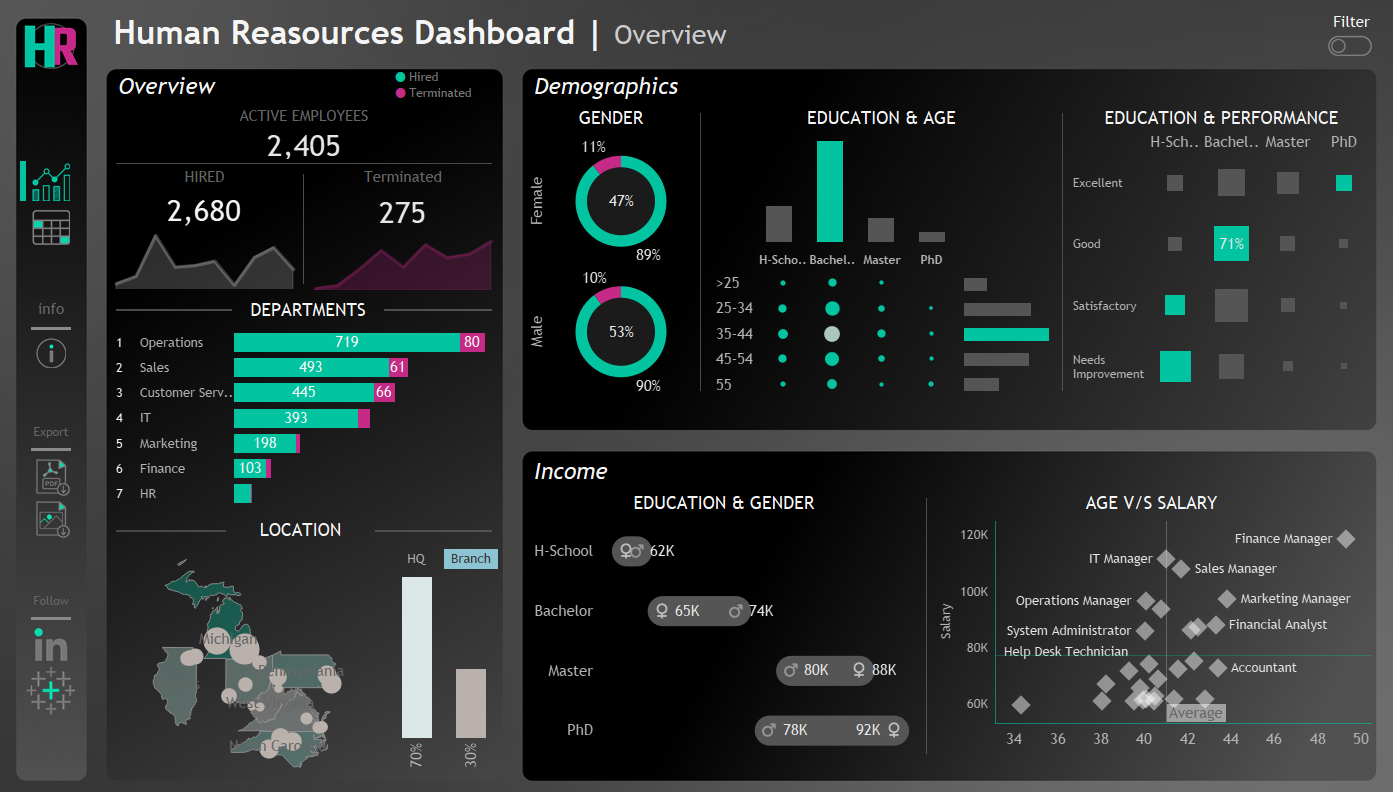 HR
Human Reasources Dashboard | Overview
Filter
Overview
Hired
Terminated
ACTIVE EMPLOYEES
2,405
HIRED
Terminated
2,680
275
DEPARTMENTS
1 Operations 719 80
2 Sales 493 61
3 Customer Serv.. 445 66
4 IT 393
5 Marketing 198
6 Finance 103
7 HR
LOCATION
HQ
Branch
Michigan
Pennsylvania
North Carolina
70%
30%
info
Export
PDF
Follow
in
Demographics
GENDER
Female
11%
47%
89%
Male
10%
53%
90%
EDUCATION & AGE
H-Scho.. Bachel.. Master PhD
>25
25-34
35-44
45-54
55
EDUCATION & PERFORMANCE
H-Sch.. Bachel.. Master PhD
Excellent
Good
71%
Satisfactory
Needs
Improvement
Income
EDUCATION & GENDER
H-School 62K
Bachelor 65K 74K
Master 80K 88K
PhD 78K 92K
AGE V/S SALARY
Salary
120K
100K
80K
60K
Finance Manager
IT Manager
Sales Manager
Operations Manager
Marketing Manager
System Administrator
Financial Analyst
Help Desk Technician
Accountant
Average
34 36 38 40 42 44 46 48 50